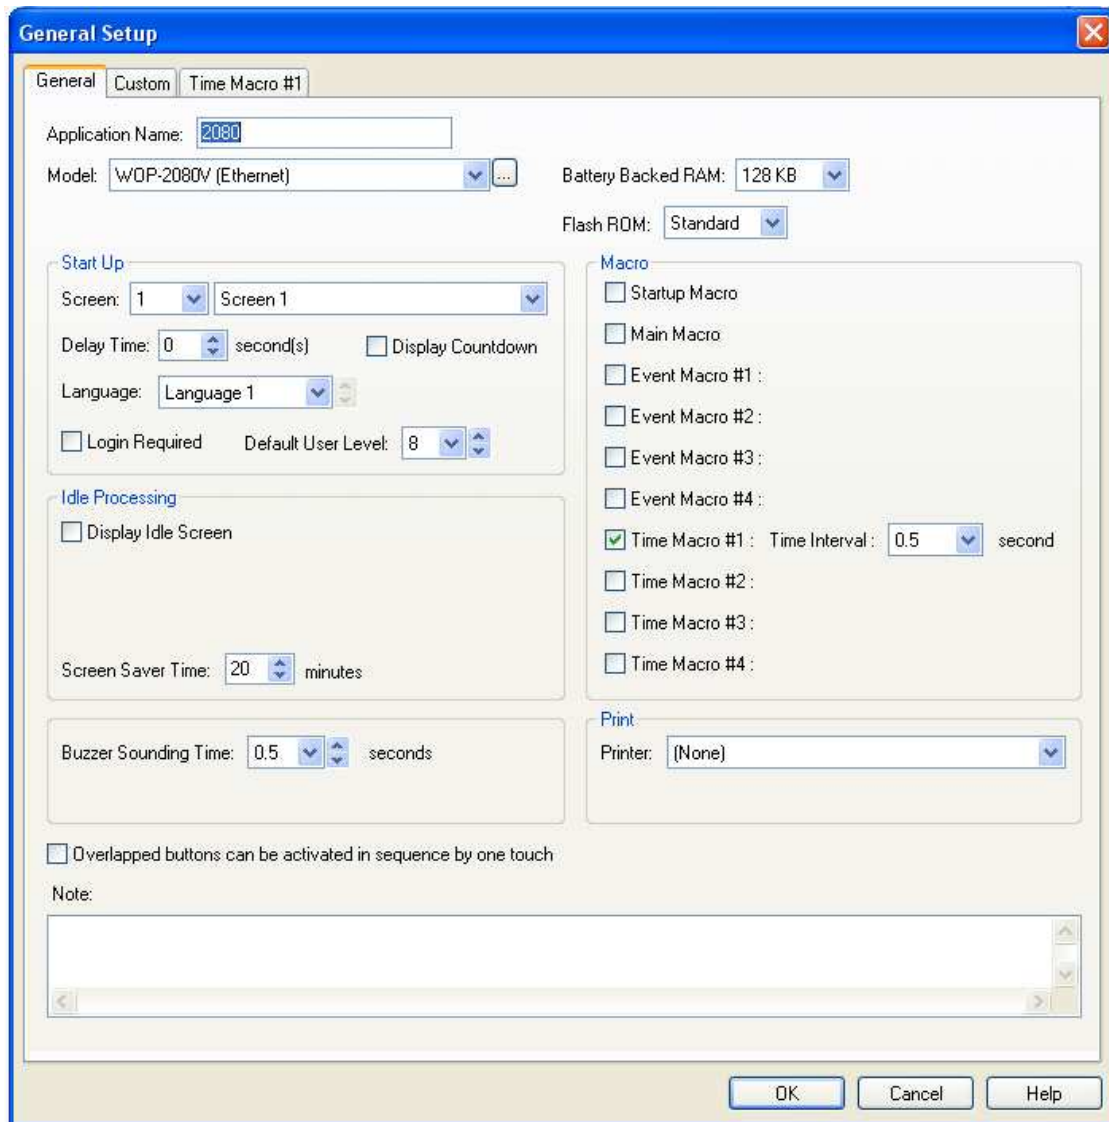 General Setup
General Custom Time Macro #1
Application Name: 2080
Model: WOP-2080V (Ethernet) ... Battery Backed RAM: 128 KB
Flash ROM: Standard
Start Up
Screen: 1 Screen 1
Delay Time: 0 second(s) Display Countdown
Language: Language 1
Login Required Default User Level: 8
Idle Processing
Display Idle Screen
Screen Saver Time: 20 minutes
Buzzer Sounding Time: 0.5 seconds
Macro
Startup Macro
Main Macro
Event Macro #1 :
Event Macro #2 :
Event Macro #3 :
Event Macro #4 :
Time Macro #1 : Time Interval : 0.5 second
Time Macro #2 :
Time Macro #3 :
Time Macro #4 :
Print
Printer: (None)
Overlapped buttons can be activated in sequence by one touch
Note:
OK Cancel Help